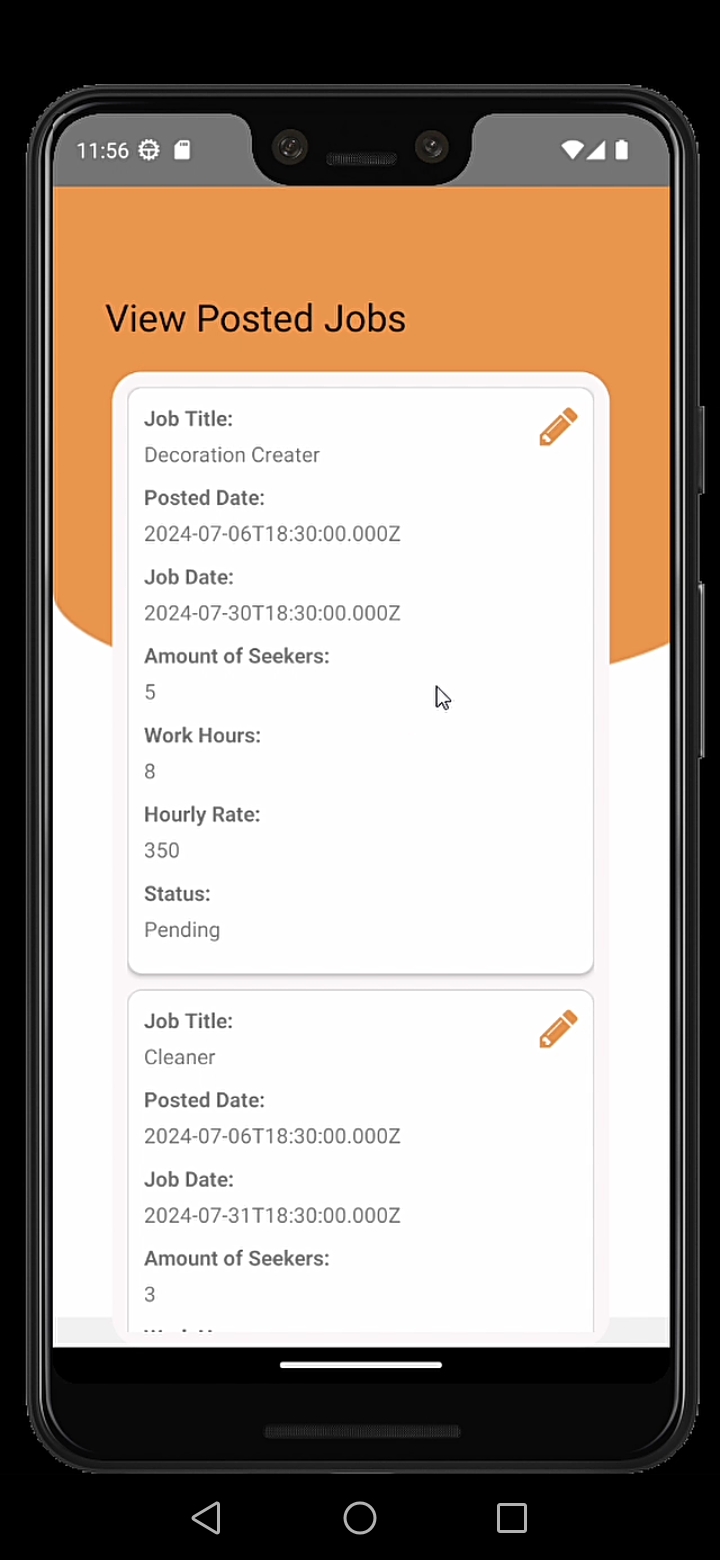 11:56
View Posted Jobs
Job Title:
Decoration Creater
Posted Date:
2024-07-06T18:30:00.000Z
Job Date:
2024-07-30T18:30:00.000Z
Amount of Seekers:
5
Work Hours:
8
Hourly Rate:
350
Status:
Pending
Job Title:
Cleaner
Posted Date:
2024-07-06T18:30:00.000Z
Job Date:
2024-07-31T18:30:00.000Z
Amount of Seekers:
3